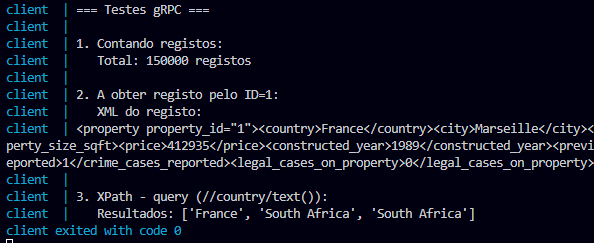 client | === Testes gRPC ===
client |
client | 1. Contando registos:
client |    Total: 150000 registos
client |
client | 2. A obter registo pelo ID=1:
client |    XML do registo:
client | <property property_id="1"><country>France</country><city>Marseille</city><
perty_size_sqft><price>412935</price><constructed_year>1989</constructed_year><previ
eported>1</crime_cases_reported><legal_cases_on_property>0</legal_cases_on_property>
client |
client | 3. XPath - query (//country/text()):
client |    Resultados: ['France', 'South Africa', 'South Africa']
client exited with code 0